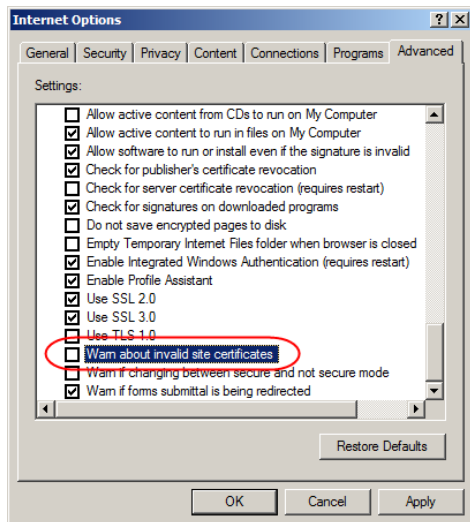 Internet Options
General Security Privacy Content Connections Programs Advanced
Settings:
Allow active content from CDs to run on My Computer
Allow active content to run in files on My Computer
Allow software to run or install even if the signature is invalid
Check for publisher's certificate revocation
Check for server certificate revocation (requires restart)
Check for signatures on downloaded programs
Do not save encrypted pages to disk
Empty Temporary Internet Files folder when browser is closed
Enable Integrated Windows Authentication (requires restart)
Enable Profile Assistant
Use SSL 2.0
Use SSL 3.0
Use TLS 1.0
Warn about invalid site certificates
Warn if changing between secure and not secure mode
Warn if forms submittal is being redirected
Restore Defaults
OK Cancel Apply